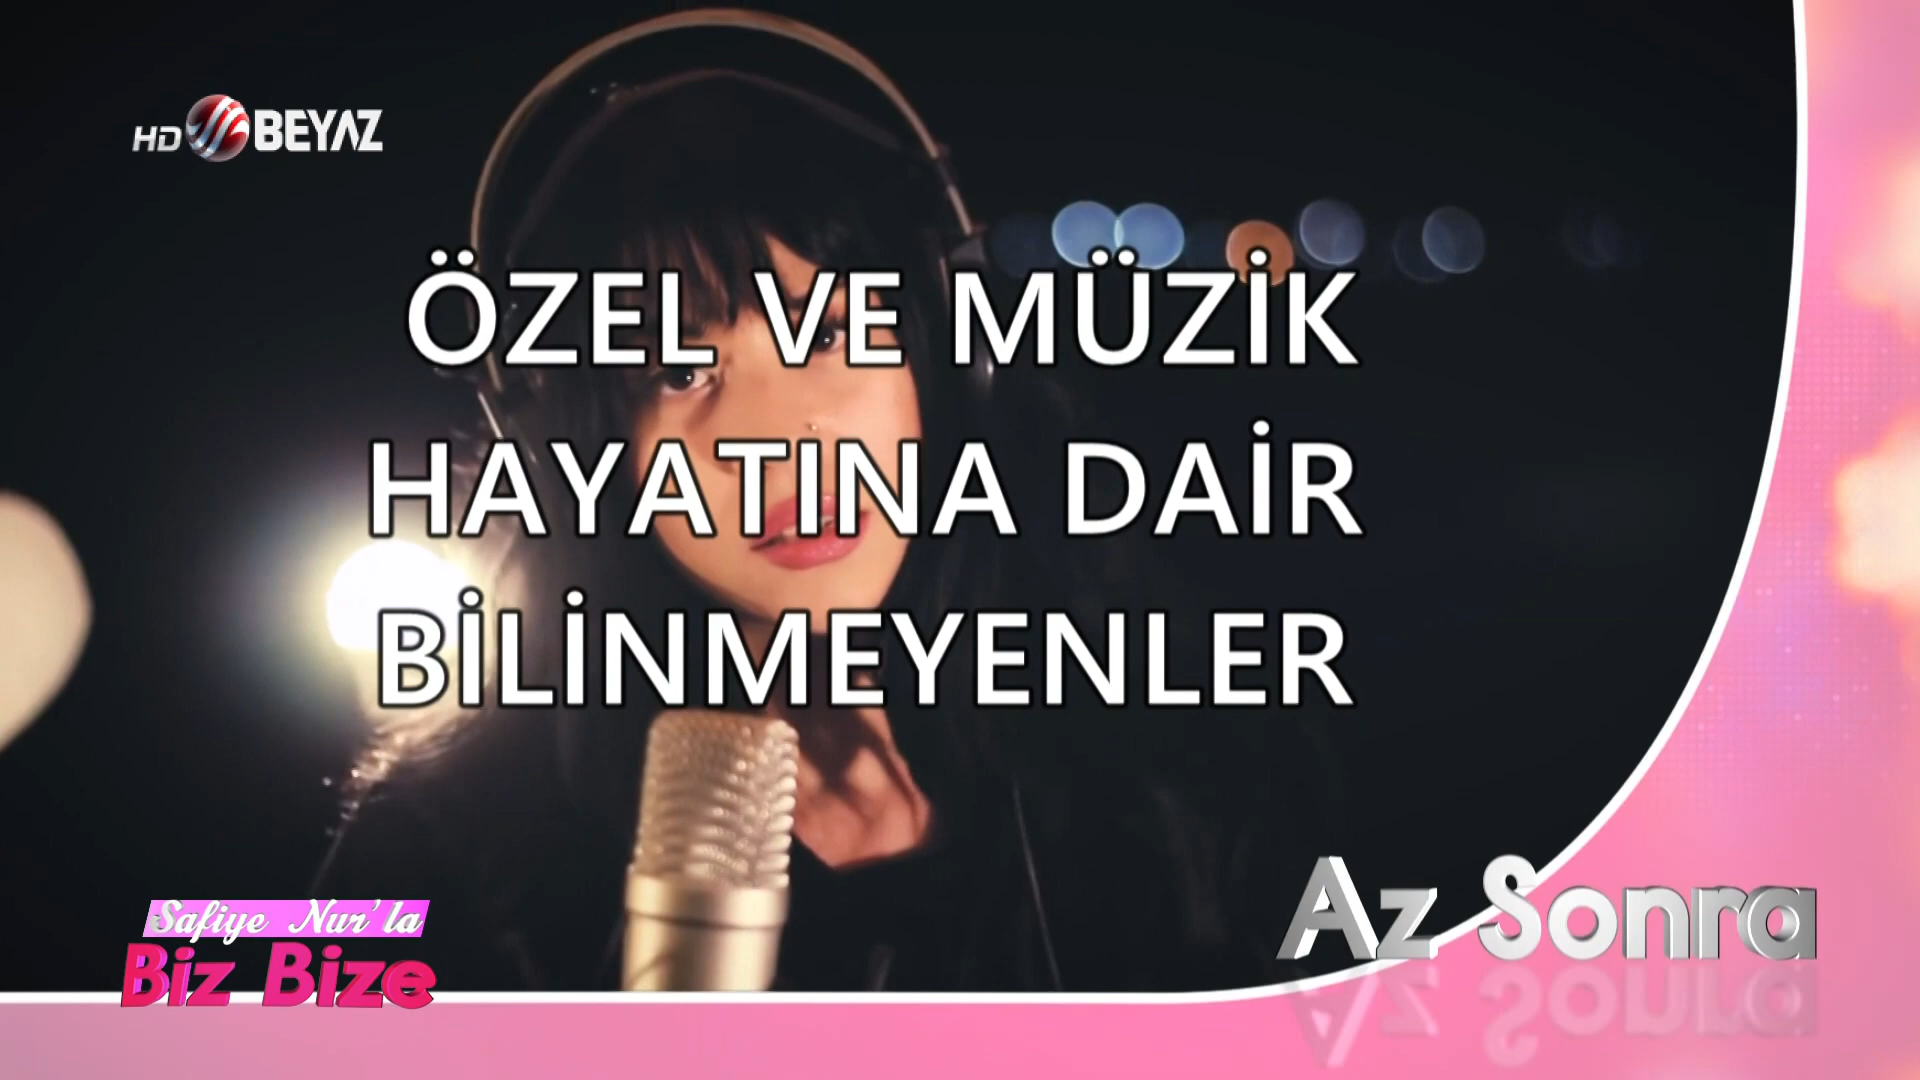 HD BEYAZ
ÖZEL VE MÜZİK
HAYATINA DAİR
BİLİNMEYENLER
Safiye Nur'la
Biz Bize
Az Sonra